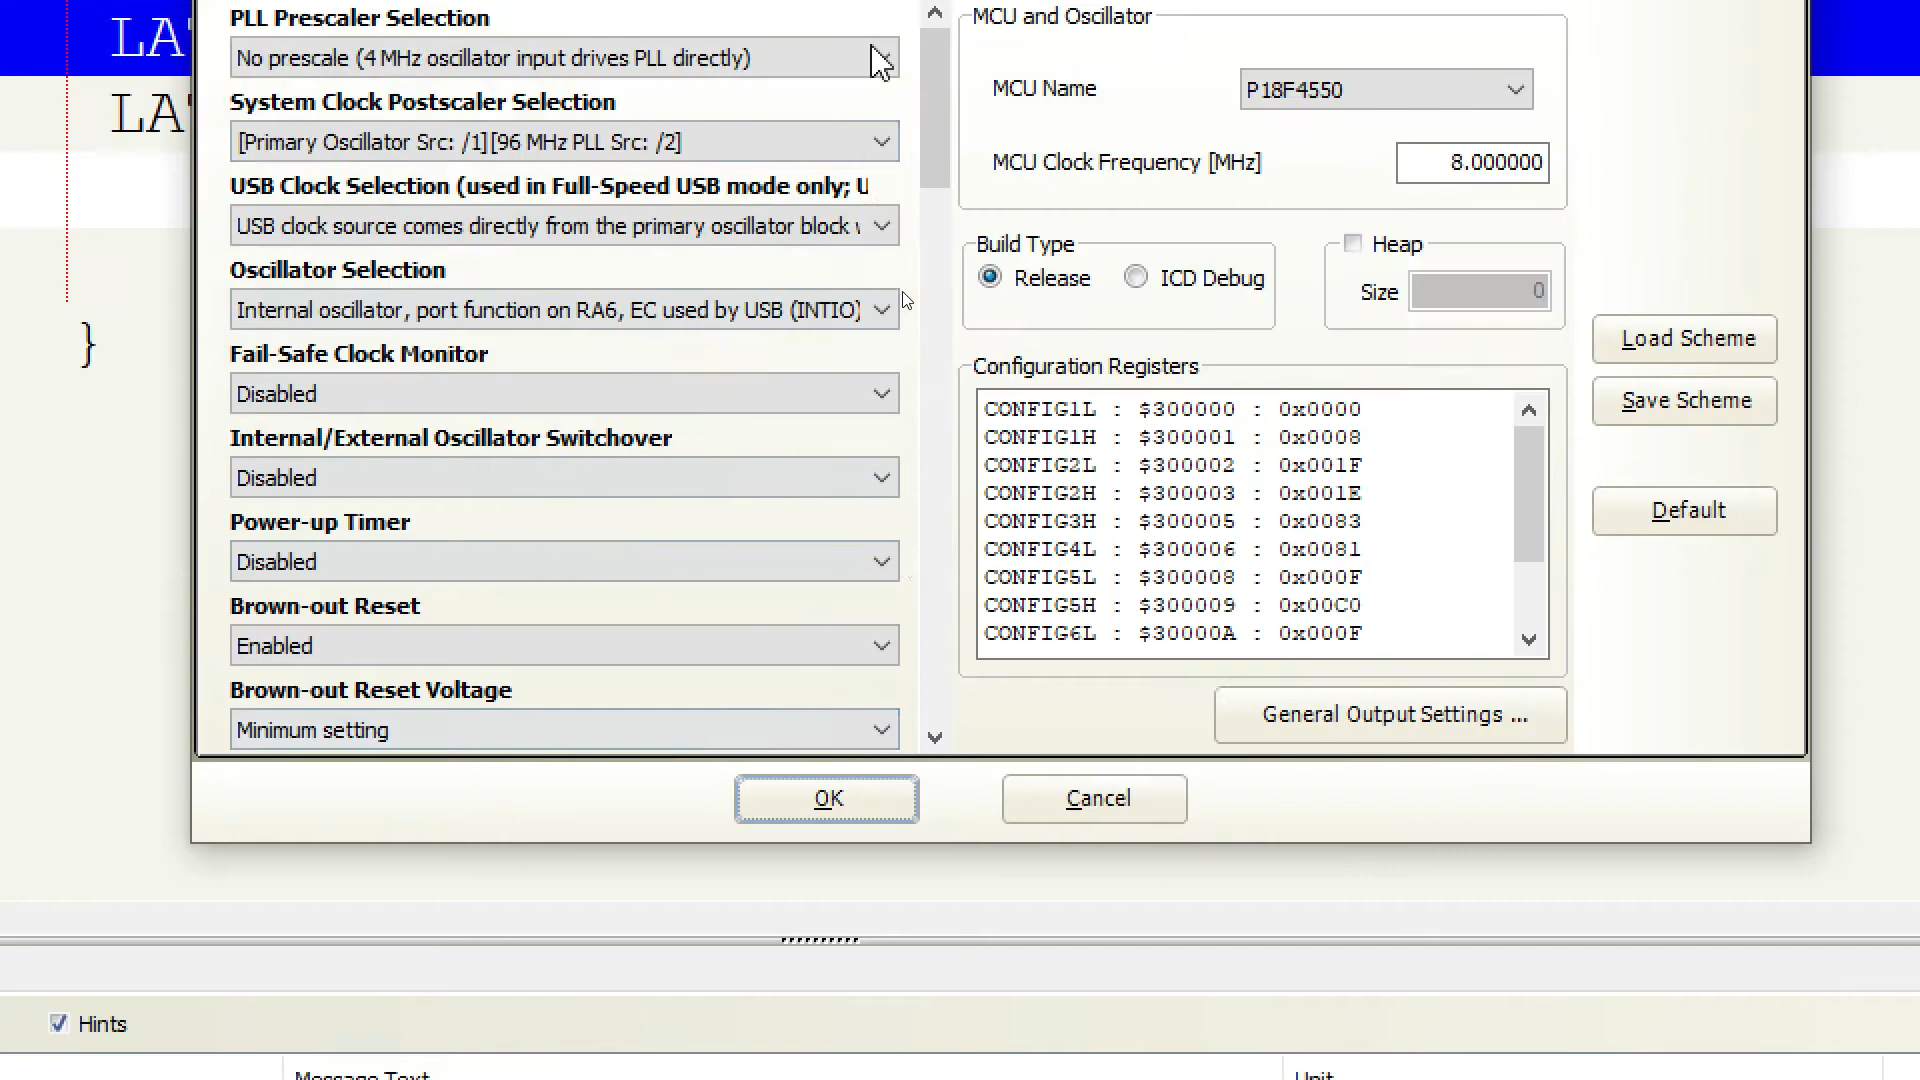 LA
LA
}
PLL Prescaler Selection
No prescale (4 MHz oscillator input drives PLL directly)
System Clock Postscaler Selection
[Primary Oscillator Src: /1][96 MHz PLL Src: /2]
USB Clock Selection (used in Full-Speed USB mode only; U
USB clock source comes directly from the primary oscillator block
Oscillator Selection
Internal oscillator, port function on RA6, EC used by USB (INTIO)
Fail-Safe Clock Monitor
Disabled
Internal/External Oscillator Switchover
Disabled
Power-up Timer
Disabled
Brown-out Reset
Enabled
Brown-out Reset Voltage
Minimum setting
MCU and Oscillator
MCU Name P18F4550
MCU Clock Frequency [MHz] 8.000000
Build Type
Release ICD Debug
Heap
Size 0
Configuration Registers
CONFIG1L : $300000 : 0x0000
CONFIG1H : $300001 : 0x0008
CONFIG2L : $300002 : 0x001F
CONFIG2H : $300003 : 0x001E
CONFIG3H : $300005 : 0x0083
CONFIG4L : $300006 : 0x0081
CONFIG5L : $300008 : 0x000F
CONFIG5H : $300009 : 0x00C0
CONFIG6L : $30000A : 0x000F
General Output Settings ...
Load Scheme
Save Scheme
Default
OK Cancel
Hints
Message Text Unit